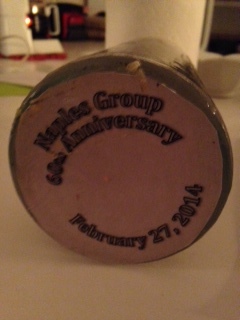 Naples Group
60th Anniversary
February 27, 2014